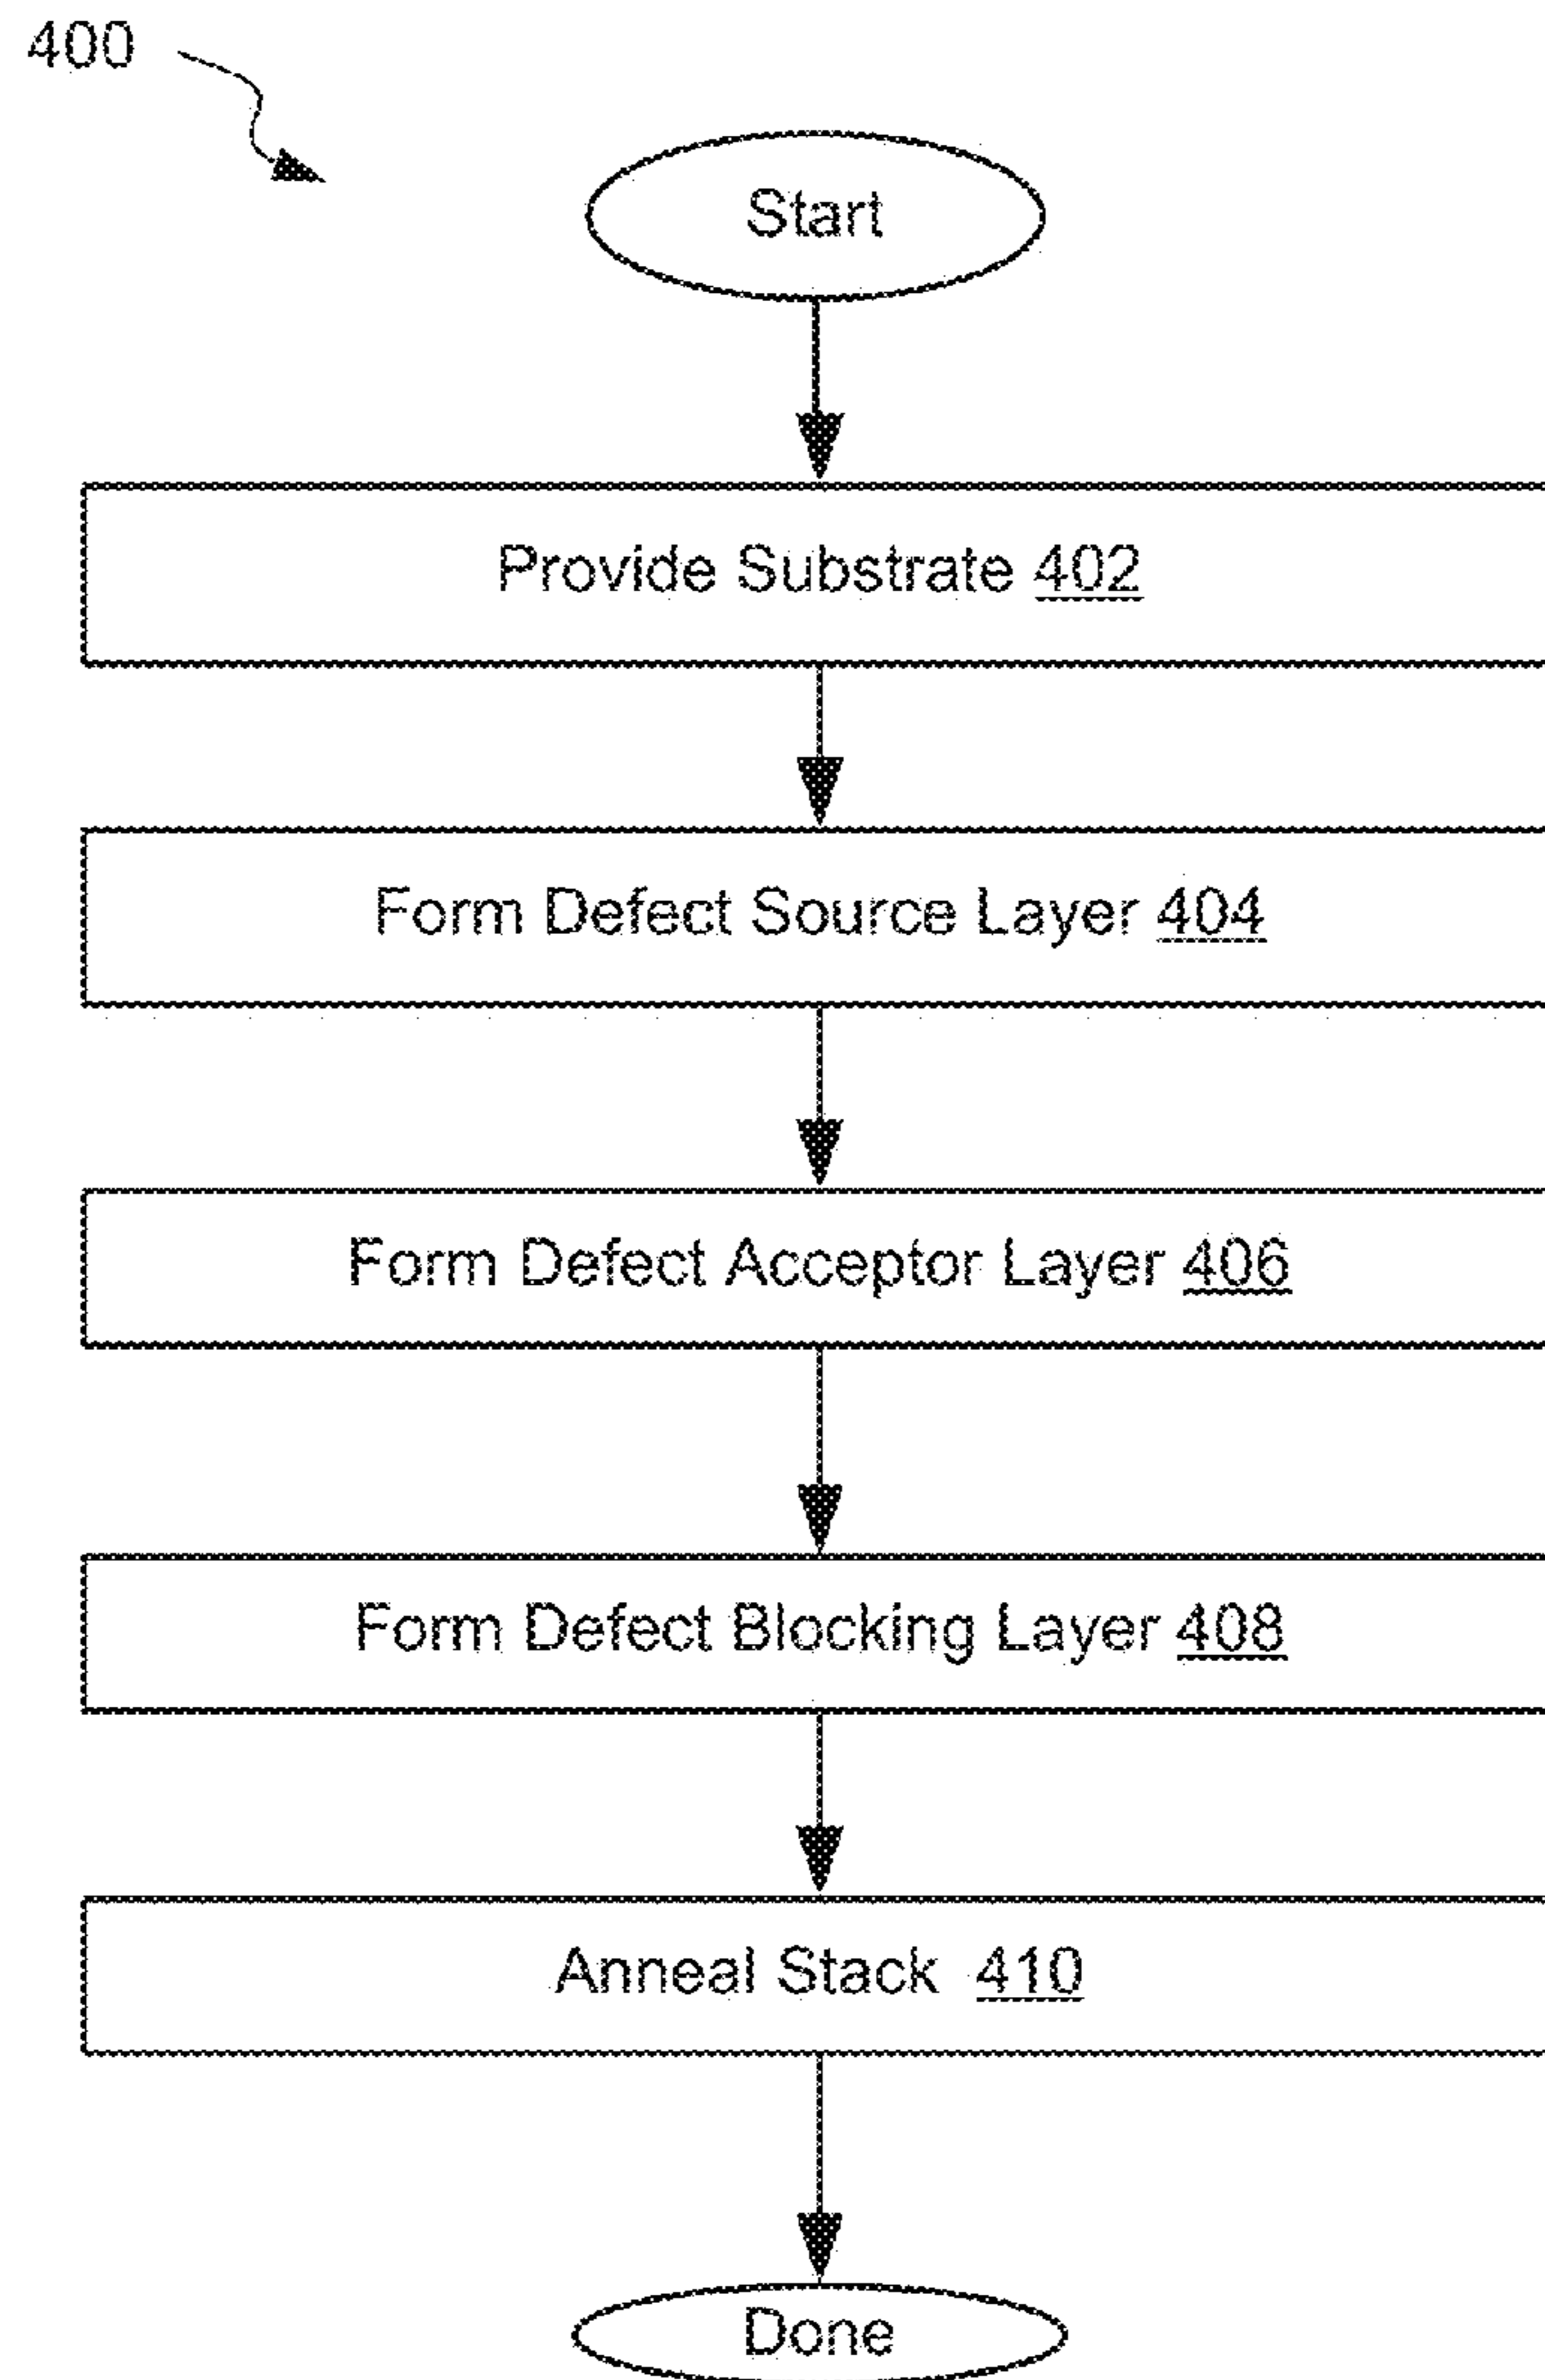 400
Start
Provide Substrate 402
Form Defect Source Layer 404
Form Defect Acceptor Layer 406
Form Defect Blocking Layer 408
Anneal Stack 410
Done